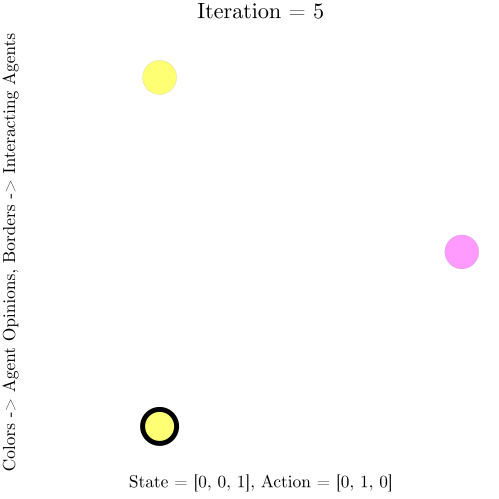 Iteration = 5
Colors -> Agent Opinions, Borders -> Interacting Agents
State = [0, 0, 1], Action = [0, 1, 0]